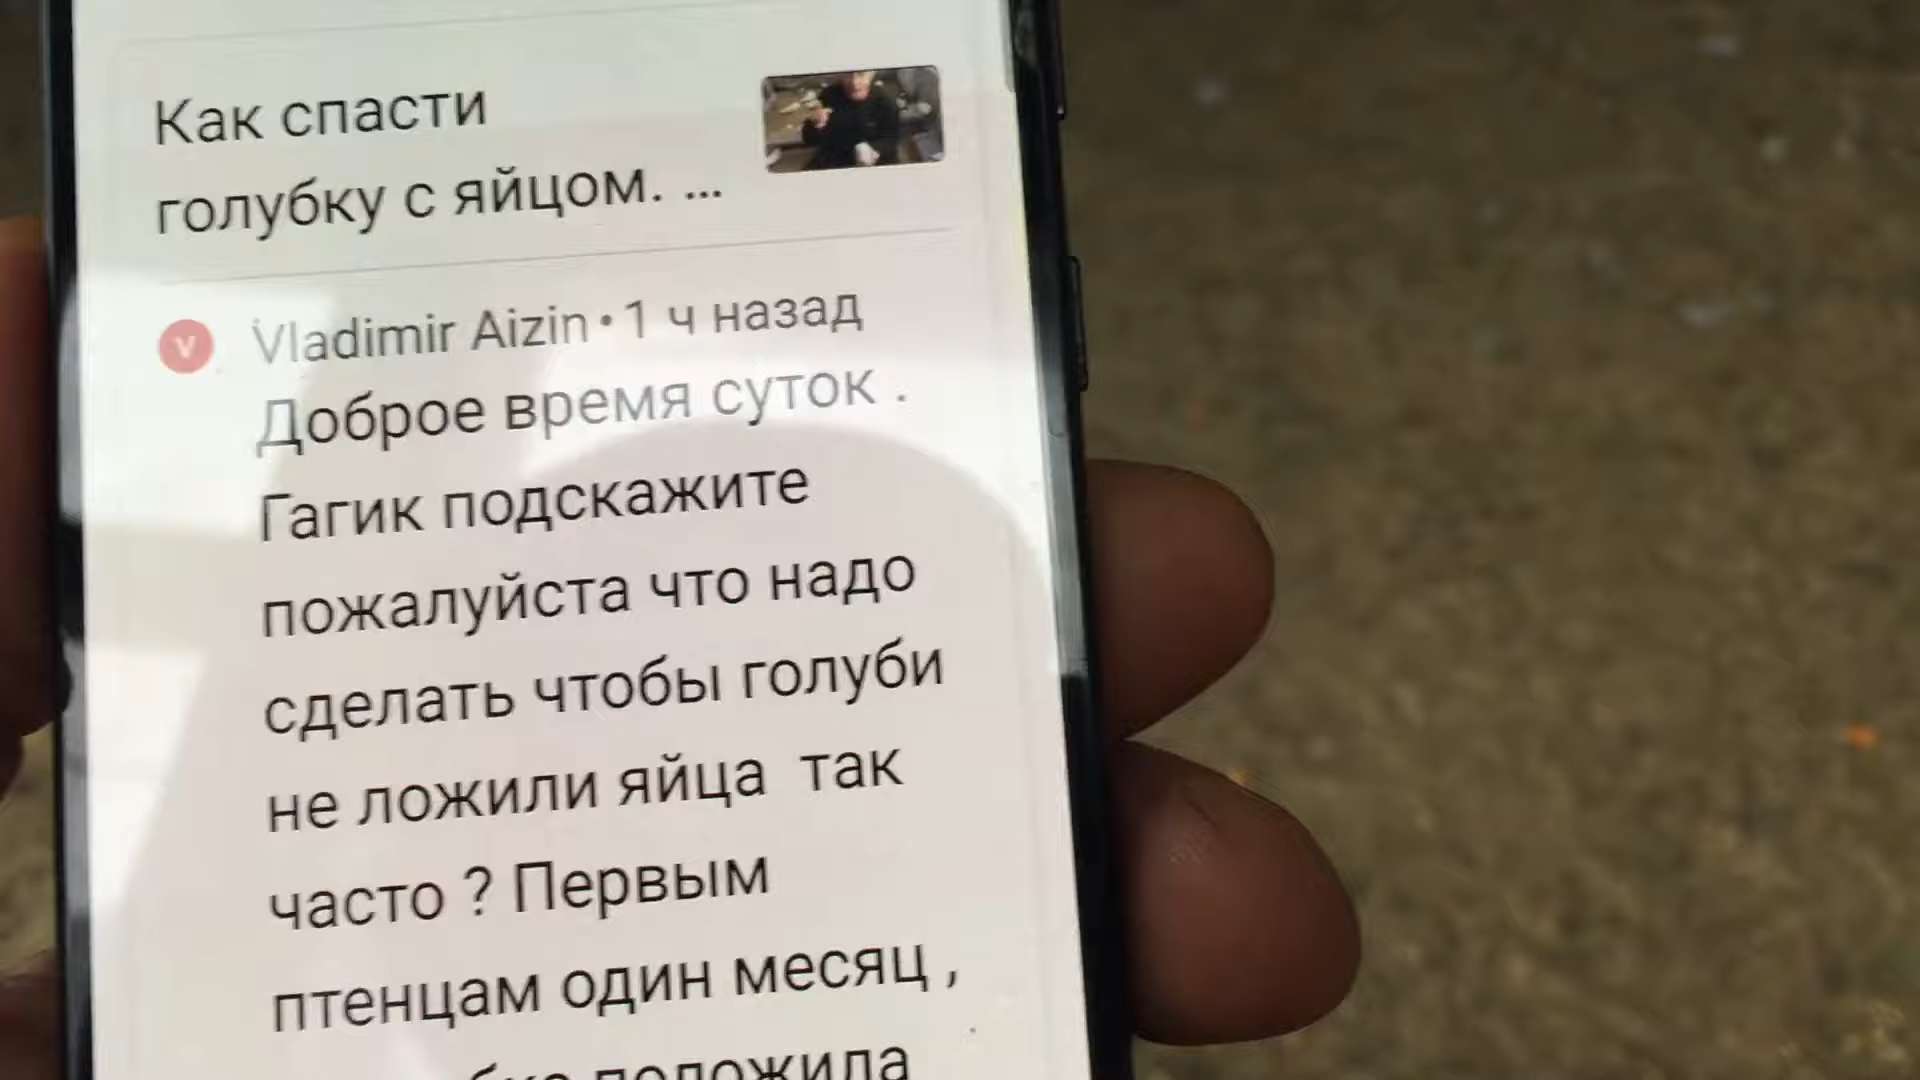 Как спасти
голубку с яйцом. ...
V
Vladimir Aizin • 1 ч назад
Доброе время суток .
Гагик подскажите
пожалуйста что надо
сделать чтобы голуби
не ложили яйца так
часто ? Первым
птенцам один месяц ,
положила